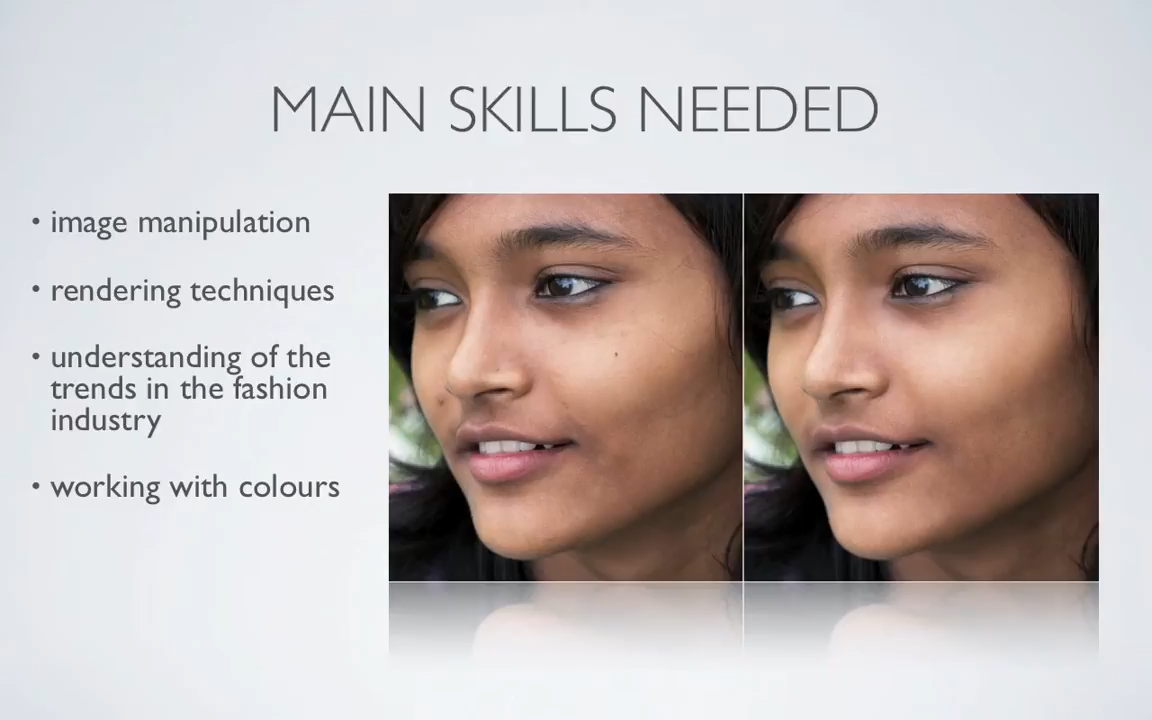 MAIN SKILLS NEEDED
• image manipulation
• rendering techniques
• understanding of the
trends in the fashion
industry
• working with colours